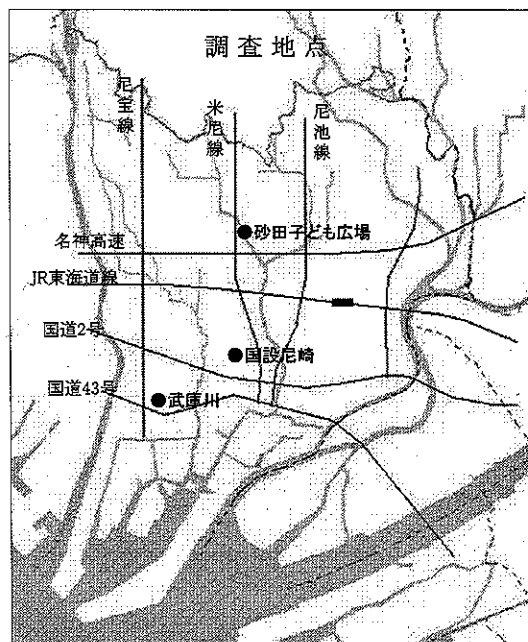 調査地点
尼宝線
米尼線
尼池線
砂田子ども広場
名神高速
JR東海道線
国道2号
国設尼崎
国道43号
武庫川